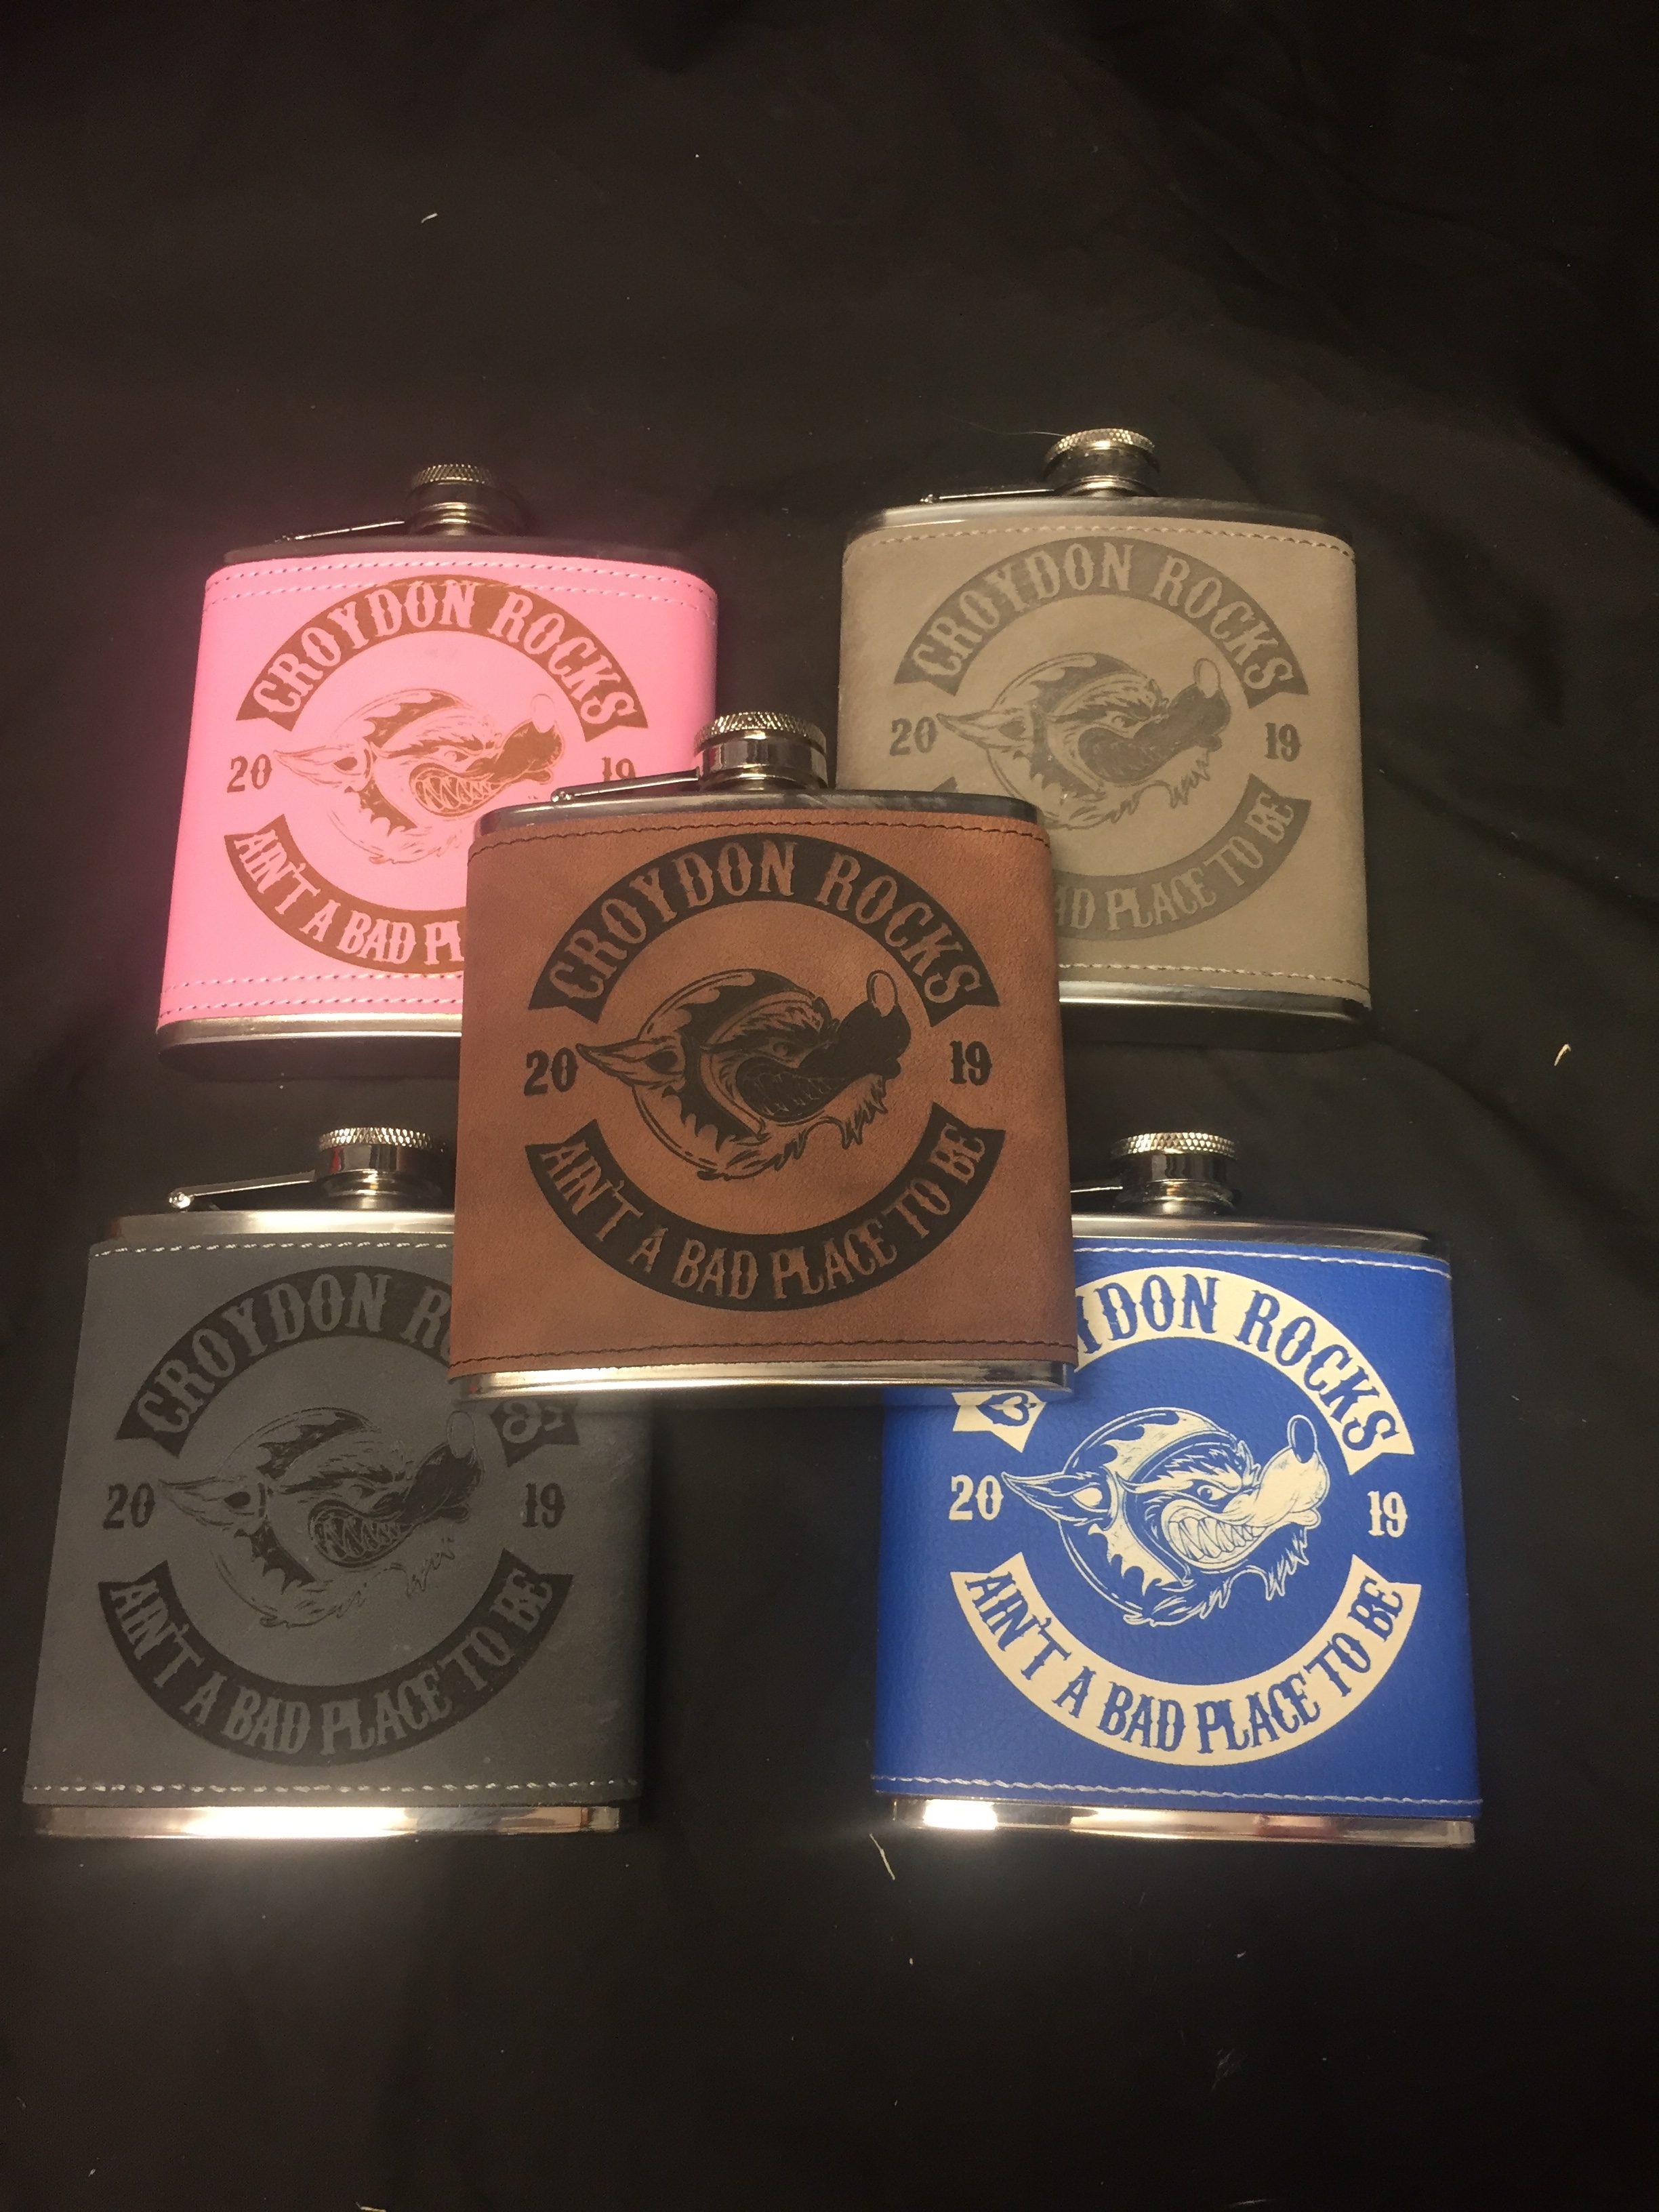 CROYDON ROCKS
20 19
AIN'T A BAD PL
CROYDON ROCKS
20 19
AD PLACE TO BE
CROYDON ROCKS
20 19
AIN'T A BAD PLACE TO BE
CROYDON RO
20 19
AIN'T A BAD PLACE TO BE
YDON ROCKS
20 19
AIN'T A BAD PLACE TO BE